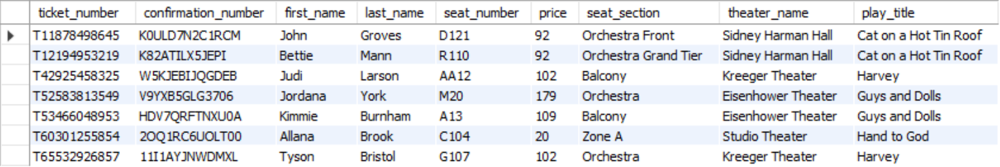 ticket_number confirmation_number first_name last_name seat_number price seat_section theater_name play_title
T11878498645 K0ULD7N2C1RCM John Groves D121 92 Orchestra Front Sidney Harman Hall Cat on a Hot Tin Roof
T12194953219 K82ATILX5JEPI Bettie Mann R110 92 Orchestra Grand Tier Sidney Harman Hall Cat on a Hot Tin Roof
T42925458325 W5KJEBIJQGDEB Judi Larson AA12 102 Balcony Kreeger Theater Harvey
T52583813549 V9YXB5GLG3706 Jordana York M20 179 Orchestra Eisenhower Theater Guys and Dolls
T53466048953 HDV7QRFTNXU0A Kimmie Burnham A13 109 Balcony Eisenhower Theater Guys and Dolls
T60301255854 2OQ1RC6UOLT00 Allana Brook C104 20 Zone A Studio Theater Hand to God
T65532926857 11I1AYJNWDMXL Tyson Bristol G107 102 Orchestra Kreeger Theater Harvey